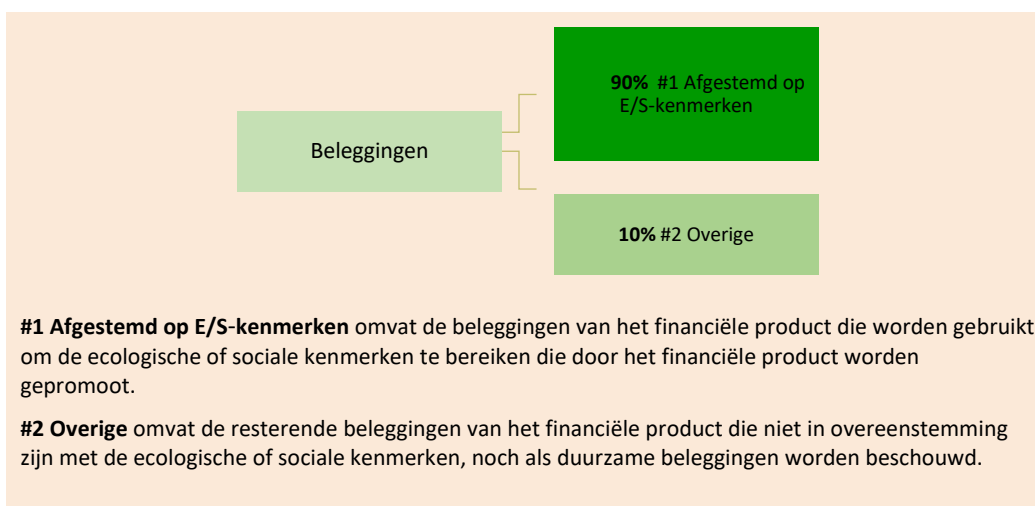 90% #1 Afgestemd op
E/S-kenmerken
Beleggingen
10% #2 Overige
#1 Afgestemd op E/S-kenmerken omvat de beleggingen van het financiële product die worden gebruikt
om de ecologische of sociale kenmerken te bereiken die door het financiële product worden
gepromoot.
#2 Overige omvat de resterende beleggingen van het financiële product die niet in overeenstemming
zijn met de ecologische of sociale kenmerken, noch als duurzame beleggingen worden beschouwd.